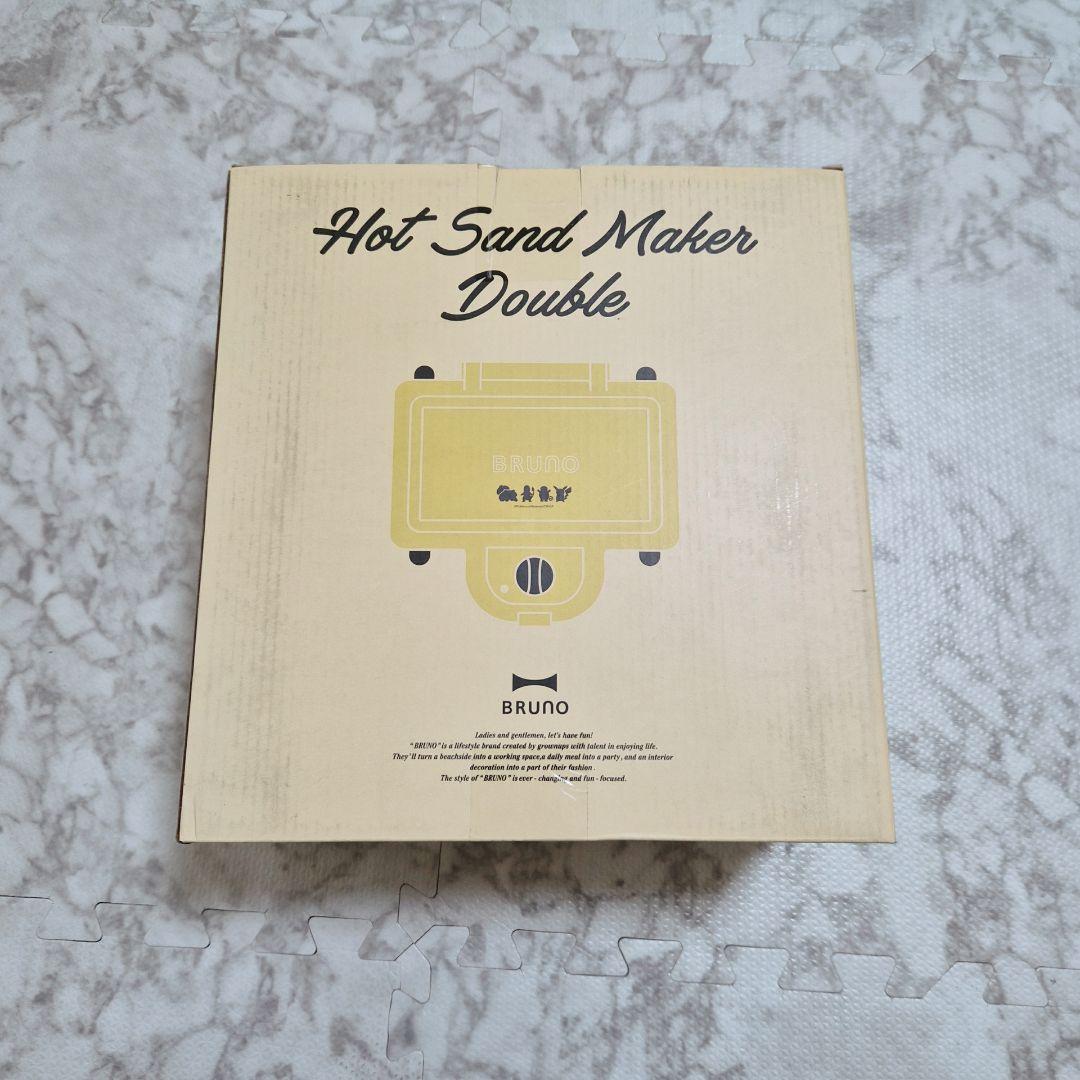 Hot Sand Maker
Double
BRUNO
BRUNO
Ladies and gentlemen, let's have fun!
"BRUNO" is a lifestyle brand created by grownups with talent in enjoying life.
They'll turn a beachside into a working space,a daily meal into a party, and an interior
decoration into a part of their fashion.
The style of "BRUNO" is ever - changing and fun - focused.